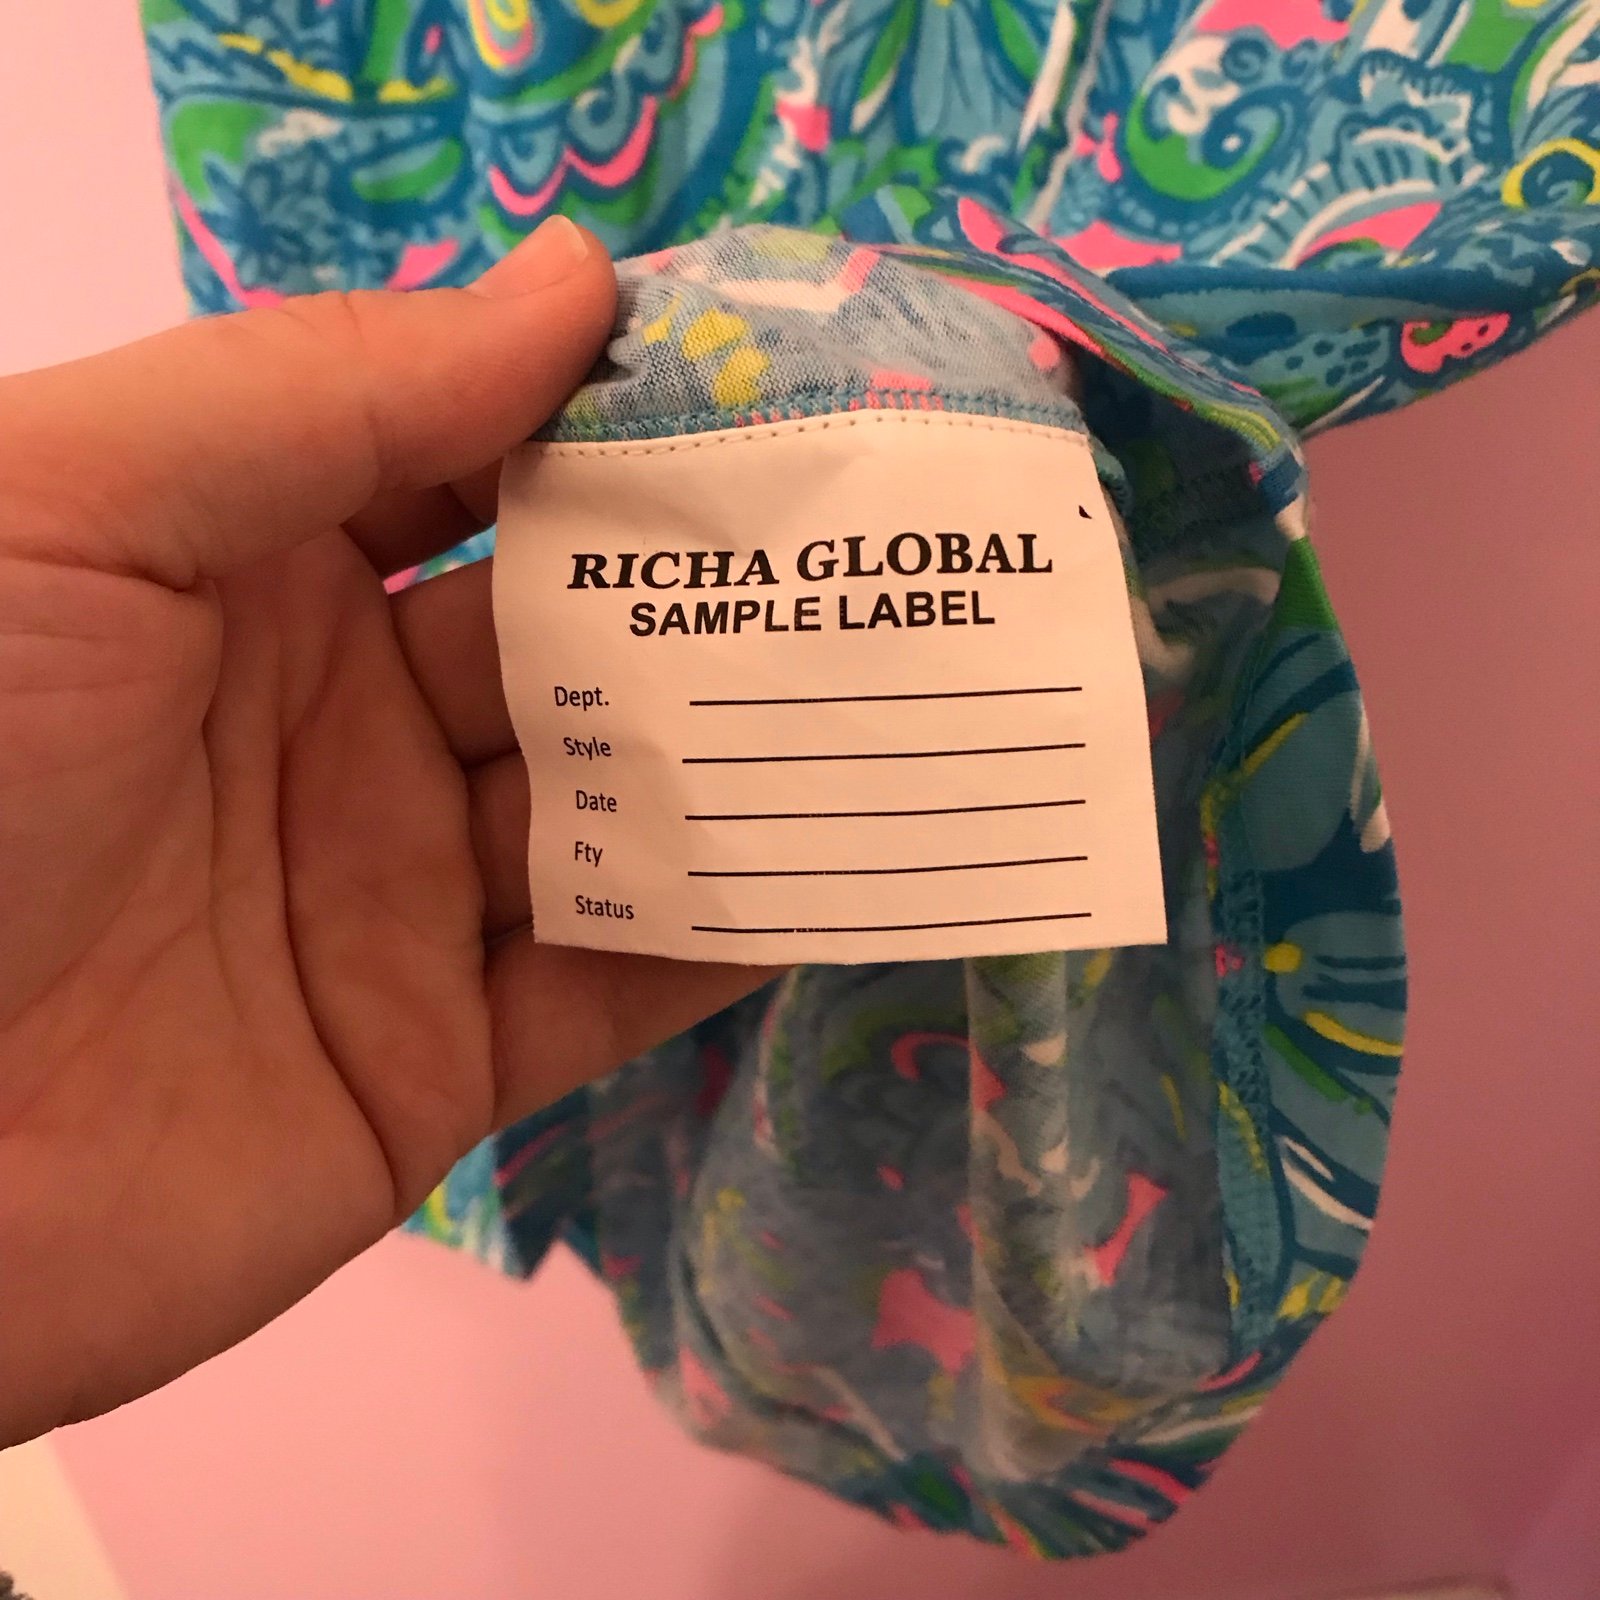 RICHA GLOBAL
SAMPLE LABEL
Dept.
Style
Date
Fty
Status